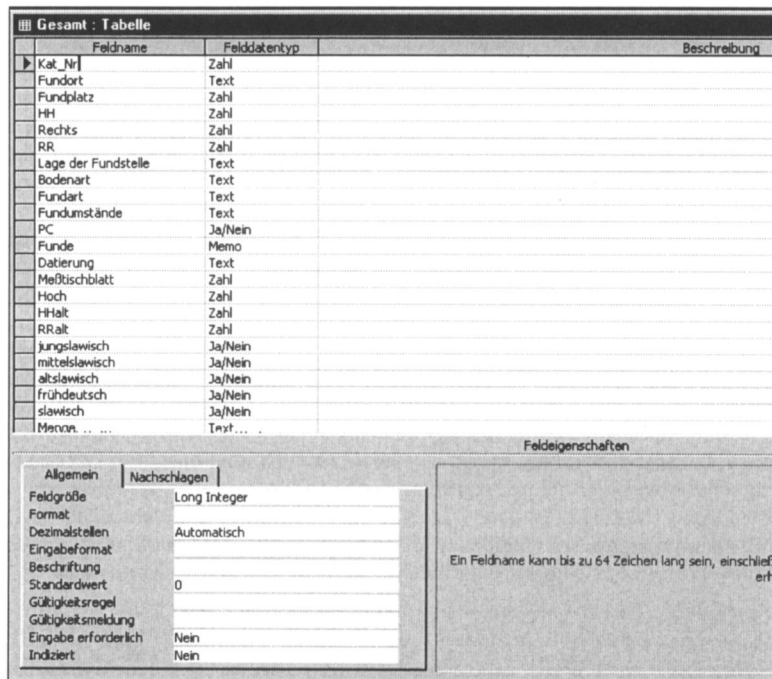 Gesamt : Tabelle
Feldname Felddatentyp Beschreibung
Kat_Nr Zahl
Fundort Text
Fundplatz Zahl
HH Zahl
Rechts Zahl
RR Zahl
Lage der Fundstelle Text
Bodenart Text
Fundart Text
Fundumstände Text
PC Ja/Nein
Funde Memo
Datierung Text
Meßtischblatt Zahl
Hoch Zahl
HHalt Zahl
RRalt Zahl
jungslawisch Ja/Nein
mittelslawisch Ja/Nein
altslawisch Ja/Nein
frühdeutsch Ja/Nein
slawisch Ja/Nein
Menge Text
Feldeigenschaften
Allgemein Nachschlagen
Feldgröße Long Integer
Format
Dezimalstellen Automatisch
Eingabeformat
Beschriftung
Standardwert 0
Gültigkeitsregel
Gültigkeitsmeldung
Eingabe erforderlich Nein
Indiziert Nein
Ein Feldname kann bis zu 64 Zeichen lang sein, einschließ
erh